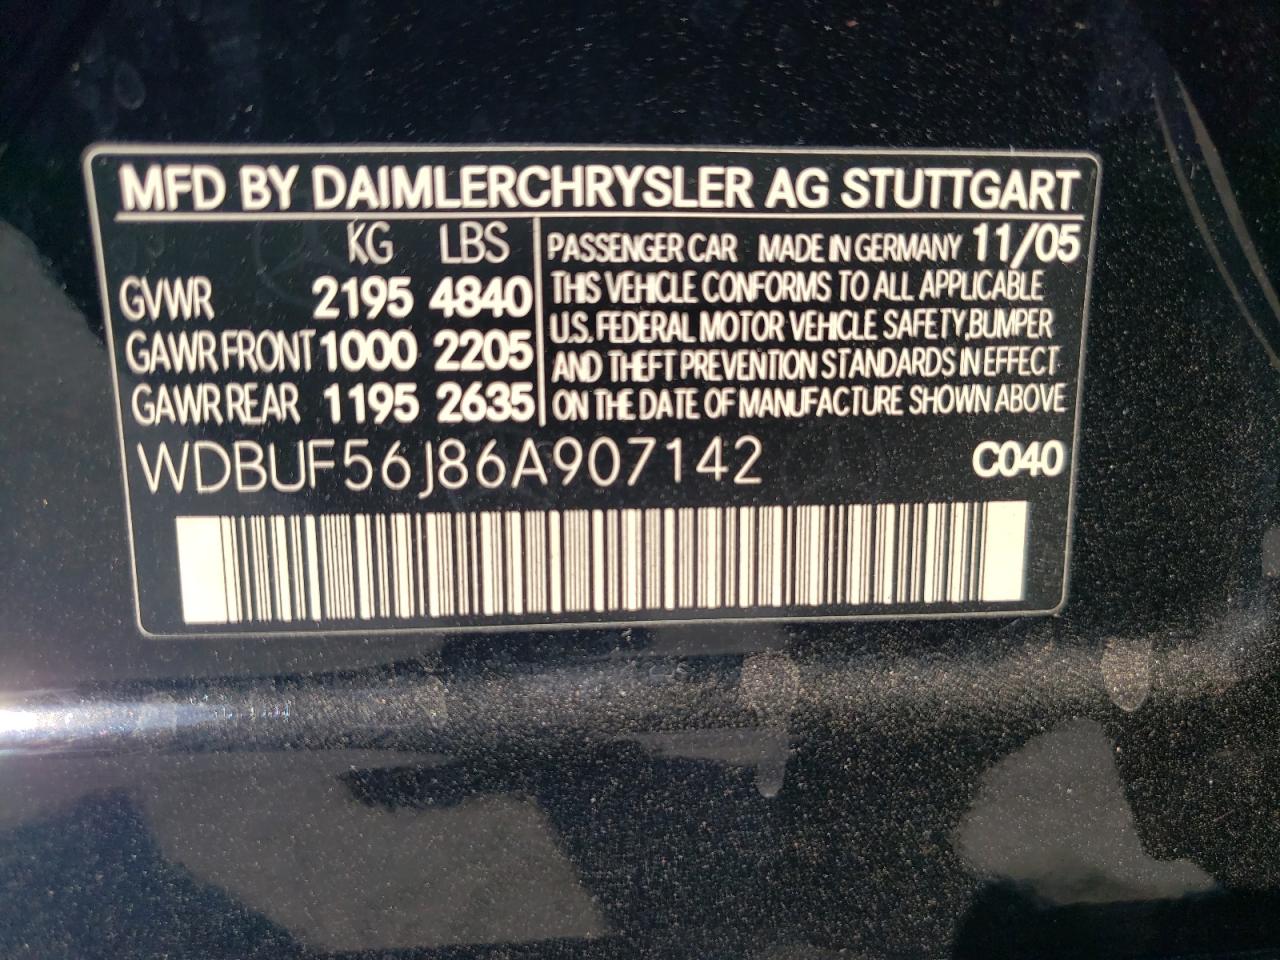 MFD BY DAIMLERCHRYSLER AG STUTTGART
KG LBS
GVWR 2195 4840
GAWR FRONT 1000 2205
GAWR REAR 1195 2635
PASSENGER CAR MADE IN GERMANY 11/05
THIS VEHICLE CONFORMS TO ALL APPLICABLE
U.S. FEDERAL MOTOR VEHICLE SAFETY,BUMPER
AND THEFT PREVENTION STANDARDS IN EFFECT
ON THE DATE OF MANUFACTURE SHOWN ABOVE
WDBUF56J86A907142 C040